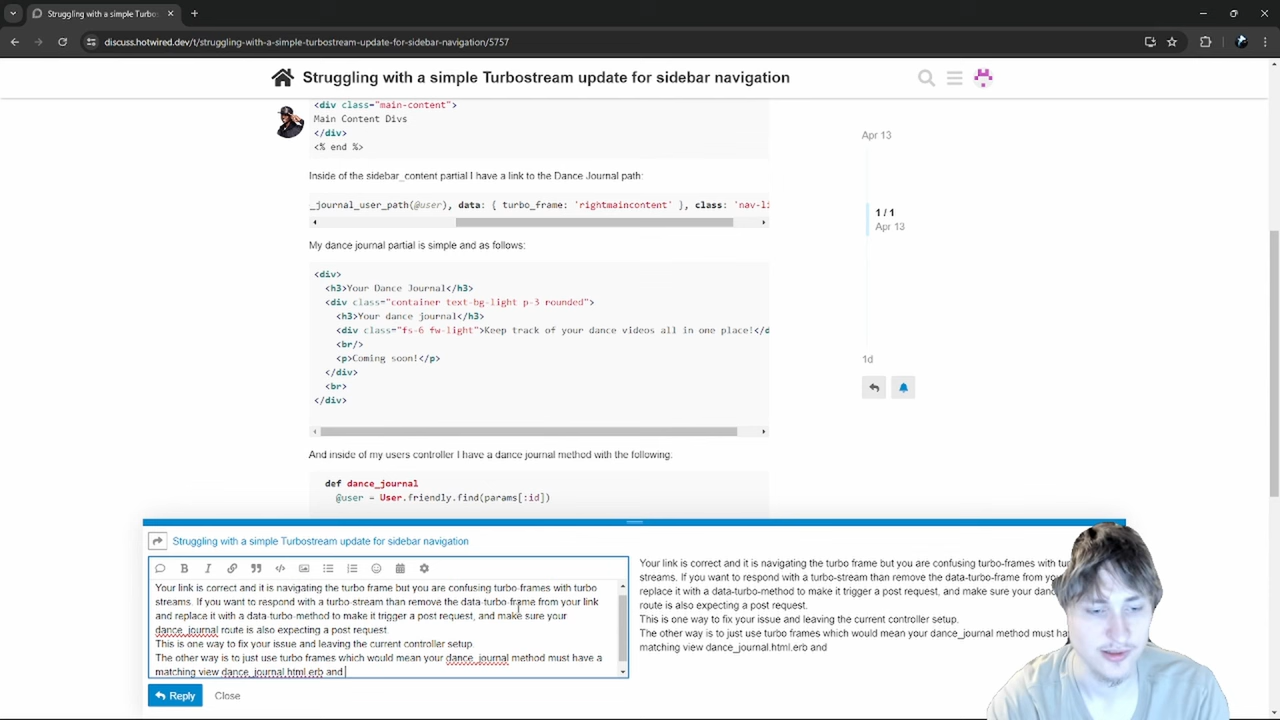 Struggling with a simple Turbo
discuss.hotwired.dev/t/struggling-with-a-simple-turbostream-update-for-sidebar-navigation/5757
Struggling with a simple Turbostream update for sidebar navigation
<div class="main-content">
Main Content Divs
</div>
<% end %>
Apr 13
Inside of the sidebar_content partial I have a link to the Dance Journal path:
_journal_user_path(@user), data: { turbo_frame: 'rightmaincontent' }, class: 'nav-li
1 / 1
Apr 13
My dance journal partial is simple and as follows:
<div>
<h3>Your Dance Journal</h3>
<div class="container text-bg-light p-3 rounded">
<h3>Your dance journal</h3>
<div class="fs-6 fw-light">Keep track of your dance videos all in one place!</d
<br/>
<p>Coming soon!</p>
</div>
<br>
</div>
1d
And inside of my users controller I have a dance journal method with the following.
def dance_journal
@user = User.friendly.find(params[:id])
Struggling with a simple Turbostream update for sidebar navigation
Your link is correct and it is navigating the turbo frame but you are confusing turbo-frames with turbo
streams. If you want to respond with a turbo-stream than remove the data-turbo-frame from your link
and replace it with a data-turbo-method to make it trigger a post request, and make sure your
dance_journal route is also expecting a post request.
This is one way to fix your issue and leaving the current controller setup.
The other way is to just use turbo frames which would mean your dance_journal method must have a
matching view dance_journal.html.erb and
Your link is correct and it is navigating the turbo frame but you are confusing turbo-frames with tu
streams. If you want to respond with a turbo-stream than remove the data-turbo-frame from yo
replace it with a data-turbo-method to make it trigger a post request, and make sure your danc
route is also expecting a post request.
This is one way to fix your issue and leaving the current controller setup.
The other way is to just use turbo frames which would mean your dance_journal method must ha
matching view dance_journal.html.erb and
Reply
Close